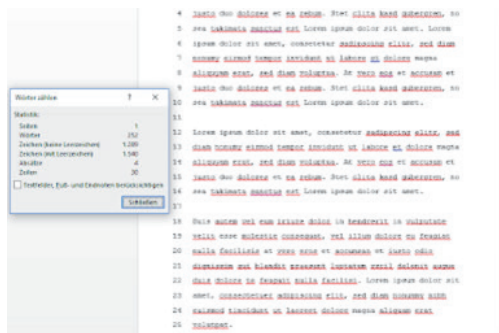 Wörter zählen ? ×
Statistik:
Seiten 1
Wörter 252
Zeichen (keine Leerzeichen) 1.289
Zeichen (mit Leerzeichen) 1.540
Absätze 4
Zeilen 30
Textfelder, Fuß- und Endnoten berücksichtigen
Schließen
4 justo duo dolores et ea rebum. Stet clita kasd gubergren, no
5 sea takimata sanctus est Lorem ipsum dolor sit amet. Lorem
6 ipsum dolor sit amet, consetetur sadipscing elitr, sed diam
7 nonumy eirmod tempor invidunt ut labore et dolore magna
8 aliquyam erat, sed diam voluptua. At vero eos et accusam et
9 justo duo dolores et ea rebum. Stet clita kasd gubergren, no
10 sea takimata sanctus est Lorem ipsum dolor sit amet.
11
12 Lorem ipsum dolor sit amet, consetetur sadipscing elitr, sed
13 diam nonumy eirmod tempor invidunt ut labore et dolore magna
14 aliquyam erat, sed diam voluptua. At vero eos et accusam et
15 justo duo dolores et ea rebum. Stet clita kasd gubergren, no
16 sea takimata sanctus est Lorem ipsum dolor sit amet.
17
18 Duis autem vel eum iriure dolor in hendrerit in vulputate
19 velit esse molestie consequat, vel illum dolore eu feugiat
20 nulla facilisis at vero eros et accumsan et iusto odio
21 dignissim qui blandit praesent luptatum zzril delenit augue
22 duis dolore te feugait nulla facilisi. Lorem ipsum dolor sit
23 amet, consectetuer adipiscing elit, sed diam nonummy nibh
24 euismod tincidunt ut laoreet dolore magna aliquam erat
25 volutpat.